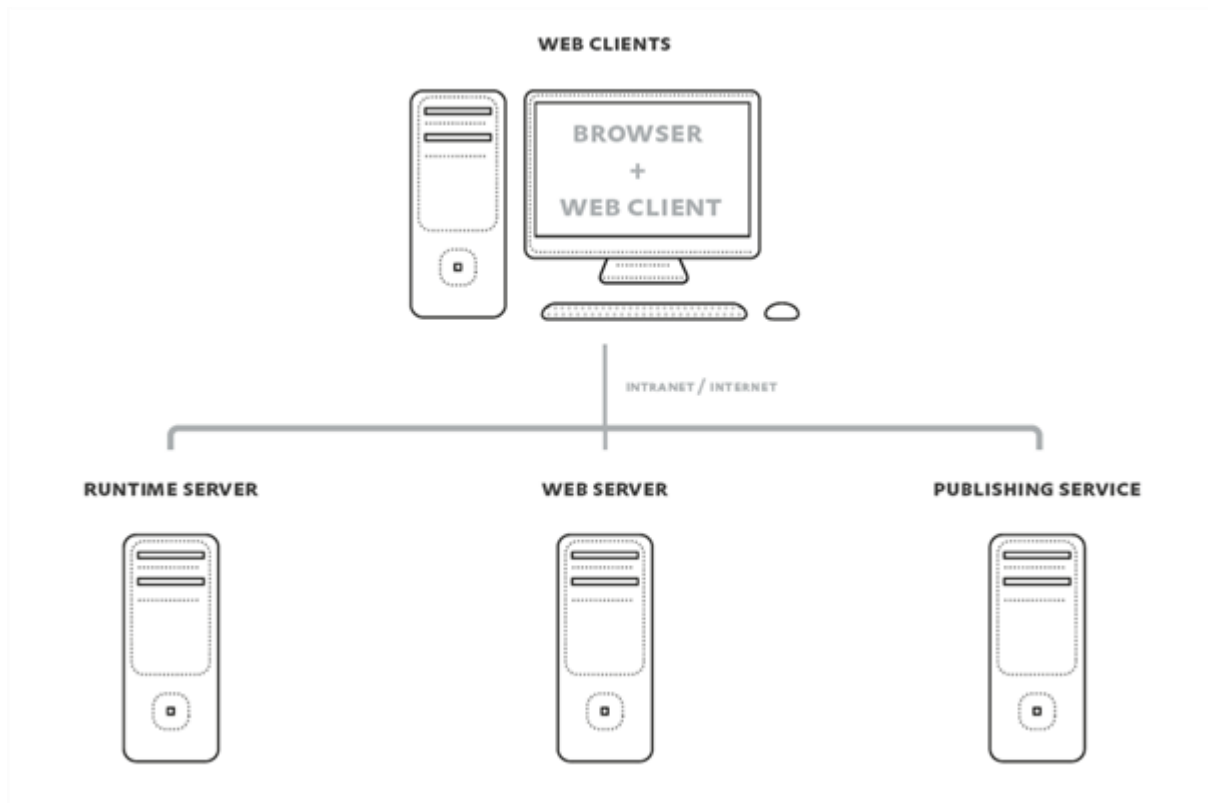 WEB CLIENTS
BROWSER
+
WEB CLIENT
INTRANET / INTERNET
RUNTIME SERVER
WEB SERVER
PUBLISHING SERVICE